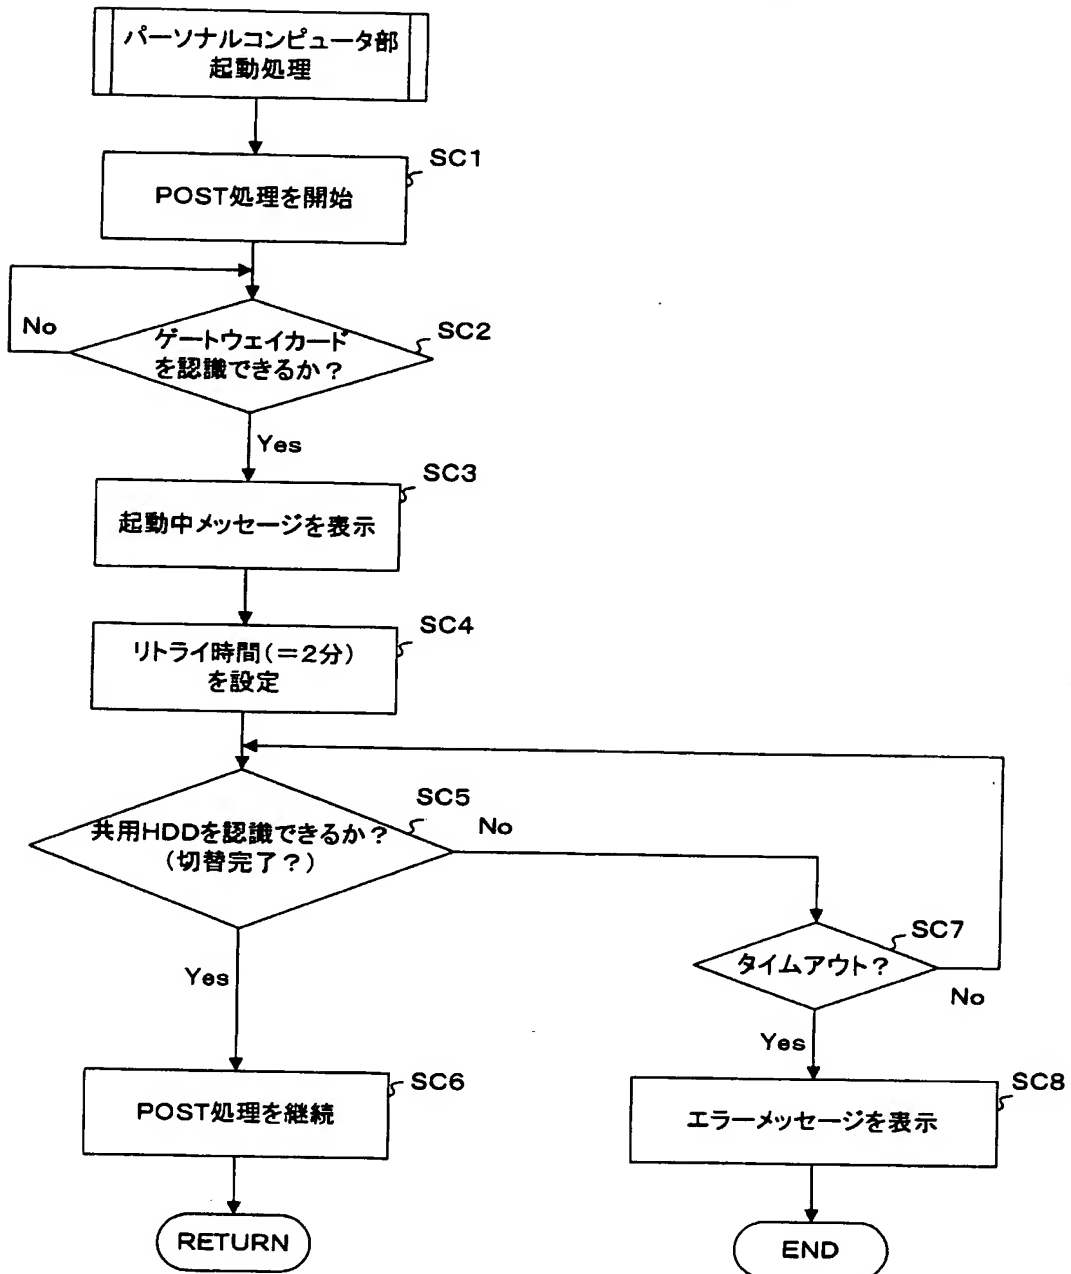 パーソナルコンピュータ部
起動処理
SC1
POST処理を開始
No
SC2
ゲートウェイカード
を認識できるか？
Yes
SC3
起動中メッセージを表示
SC4
リトライ時間(＝2分)
を設定
SC5
共用HDDを認識できるか？
(切替完了？)
No
SC7
タイムアウト？
No
Yes
Yes
SC6
POST処理を継続
SC8
エラーメッセージを表示
RETURN
END